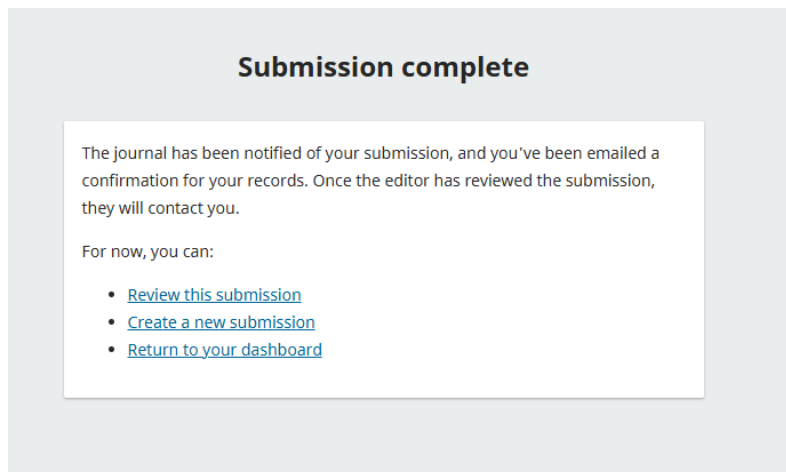 Submission complete
The journal has been notified of your submission, and you've been emailed a
confirmation for your records. Once the editor has reviewed the submission,
they will contact you.
For now, you can:
• Review this submission
• Create a new submission
• Return to your dashboard